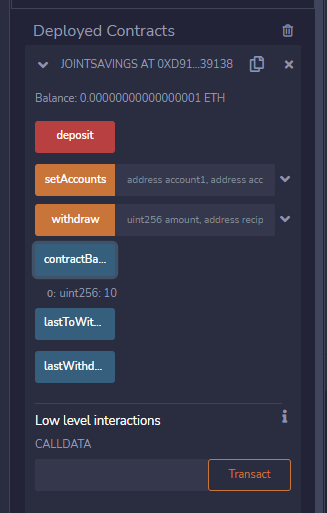 Deployed Contracts
JOINTSAVINGS AT 0XD91...39138
Balance: 0.00000000000000001 ETH
deposit
setAccounts address account1, address acc
withdraw uint256 amount, address recip
contractBa...
0: uint256: 10
lastToWit...
lastWithd...
Low level interactions
CALLDATA
Transact